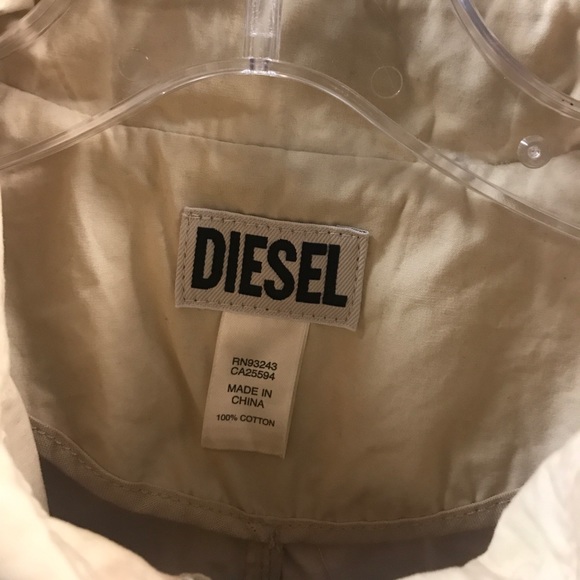 DIESEL
RN93243
CA25594
MADE IN
CHINA
100% COTTON